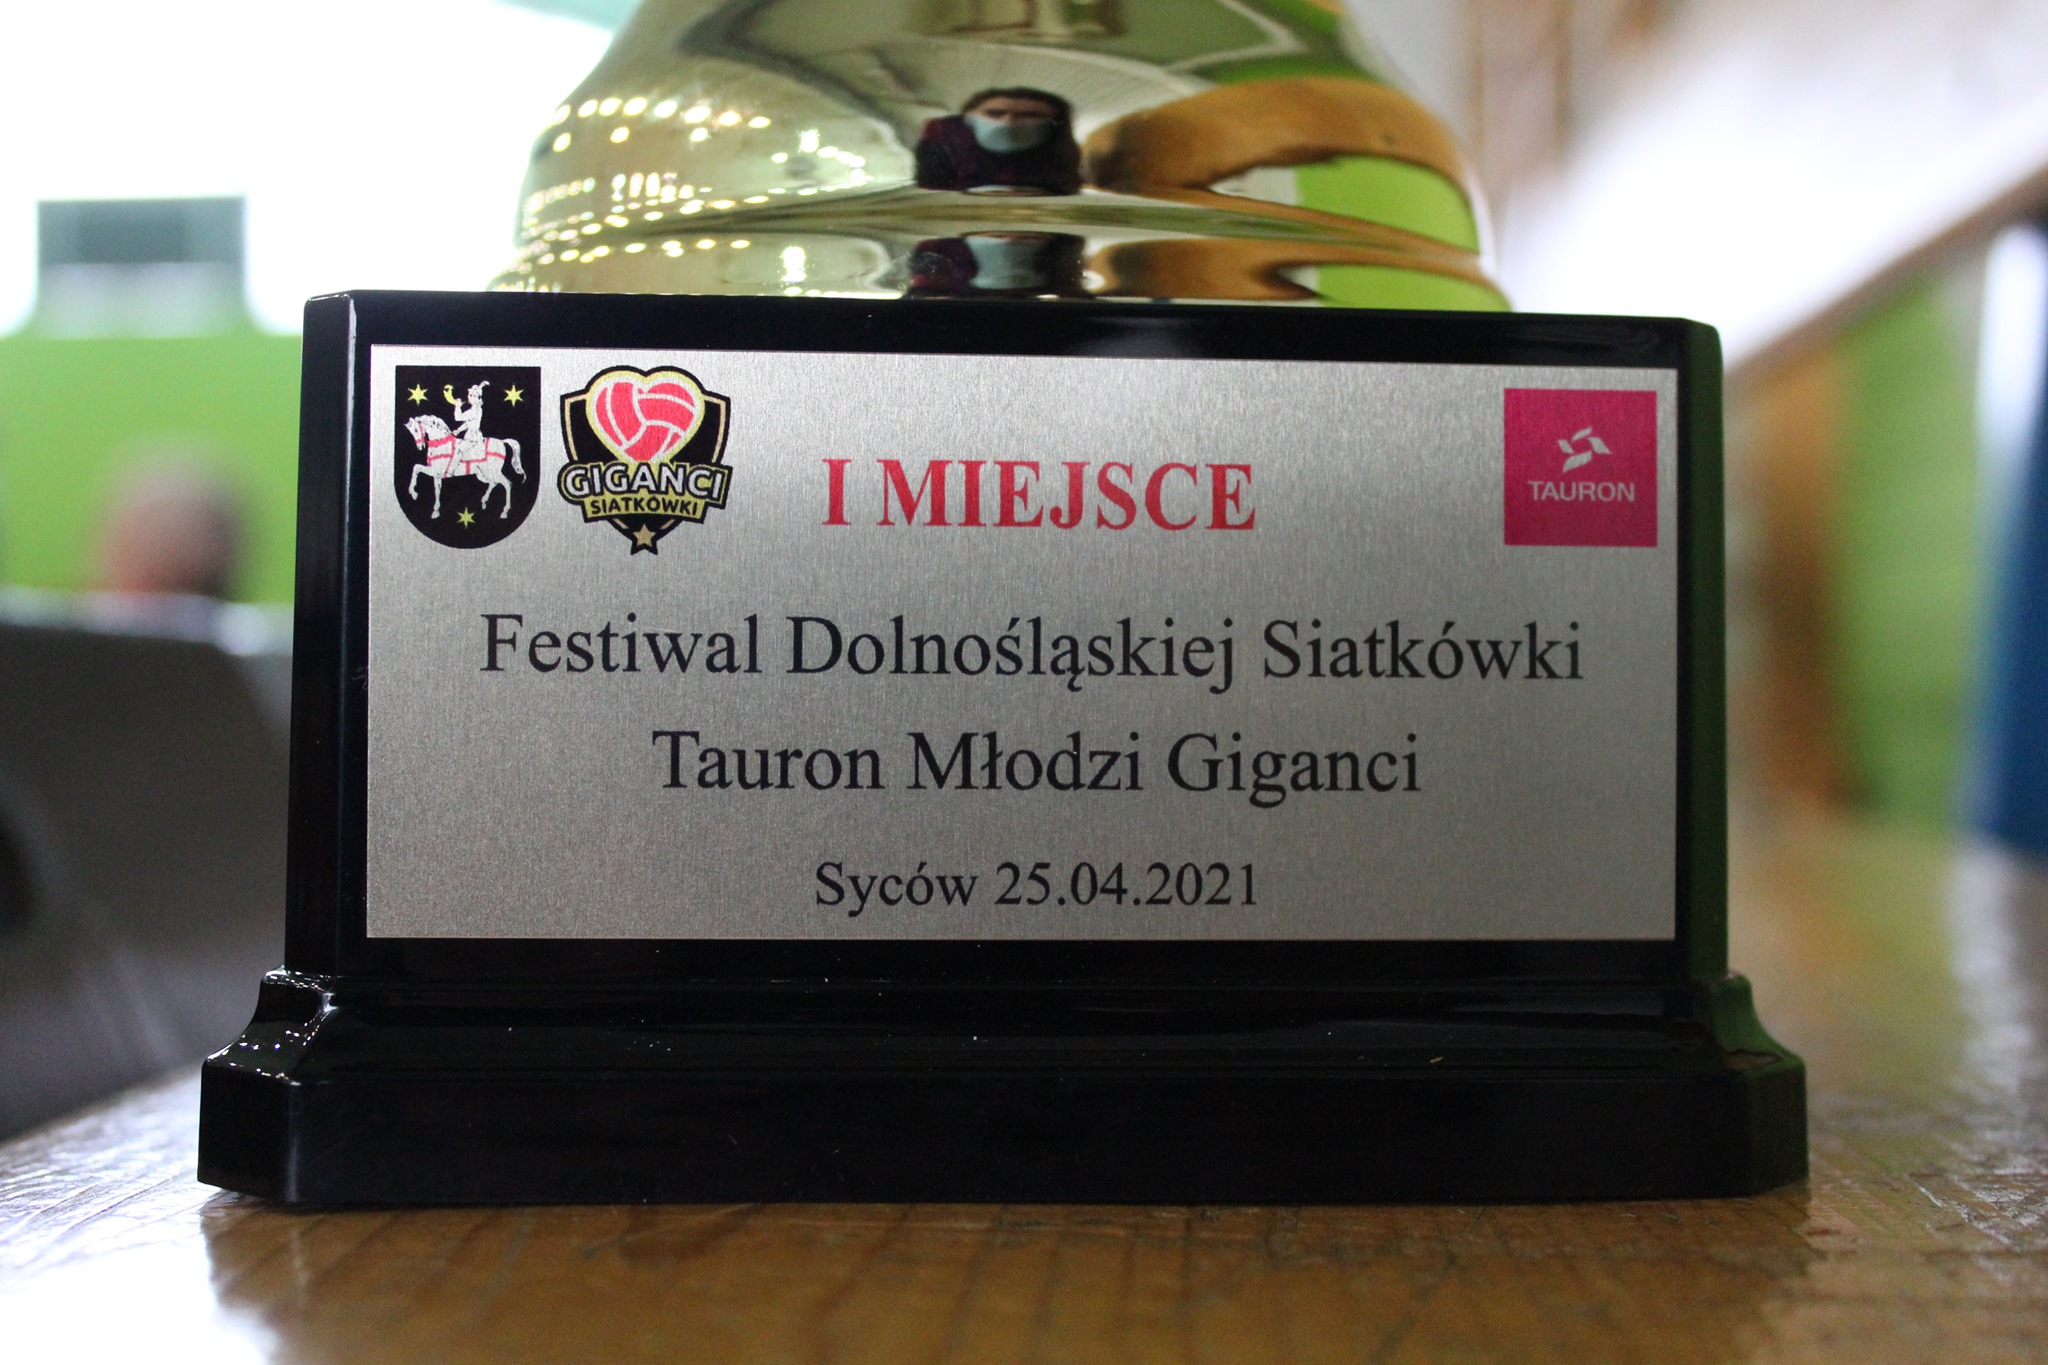 GIGANCI
SIATKÓWKI
I MIEJSCE
TAURON
Festiwal Dolnośląskiej Siatkówki
Tauron Młodzi Giganci
Syców 25.04.2021